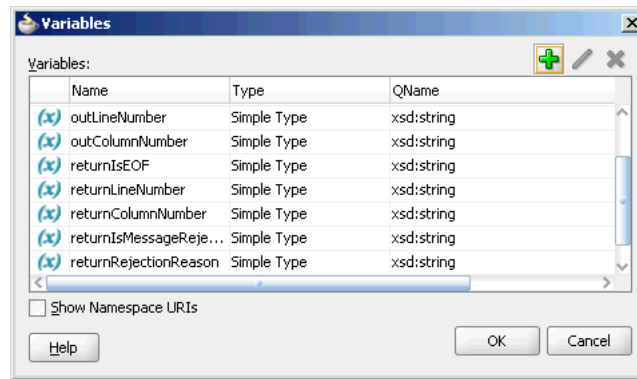 Variables
Variables:
Name Type QName
(x) outLineNumber Simple Type xsd:string
(x) outColumnNumber Simple Type xsd:string
(x) returnIsEOF Simple Type xsd:string
(x) returnLineNumber Simple Type xsd:string
(x) returnColumnNumber Simple Type xsd:string
(x) returnIsMessageReje... Simple Type xsd:string
(x) returnRejectionReason Simple Type xsd:string
Show Namespace URIs
Help OK Cancel